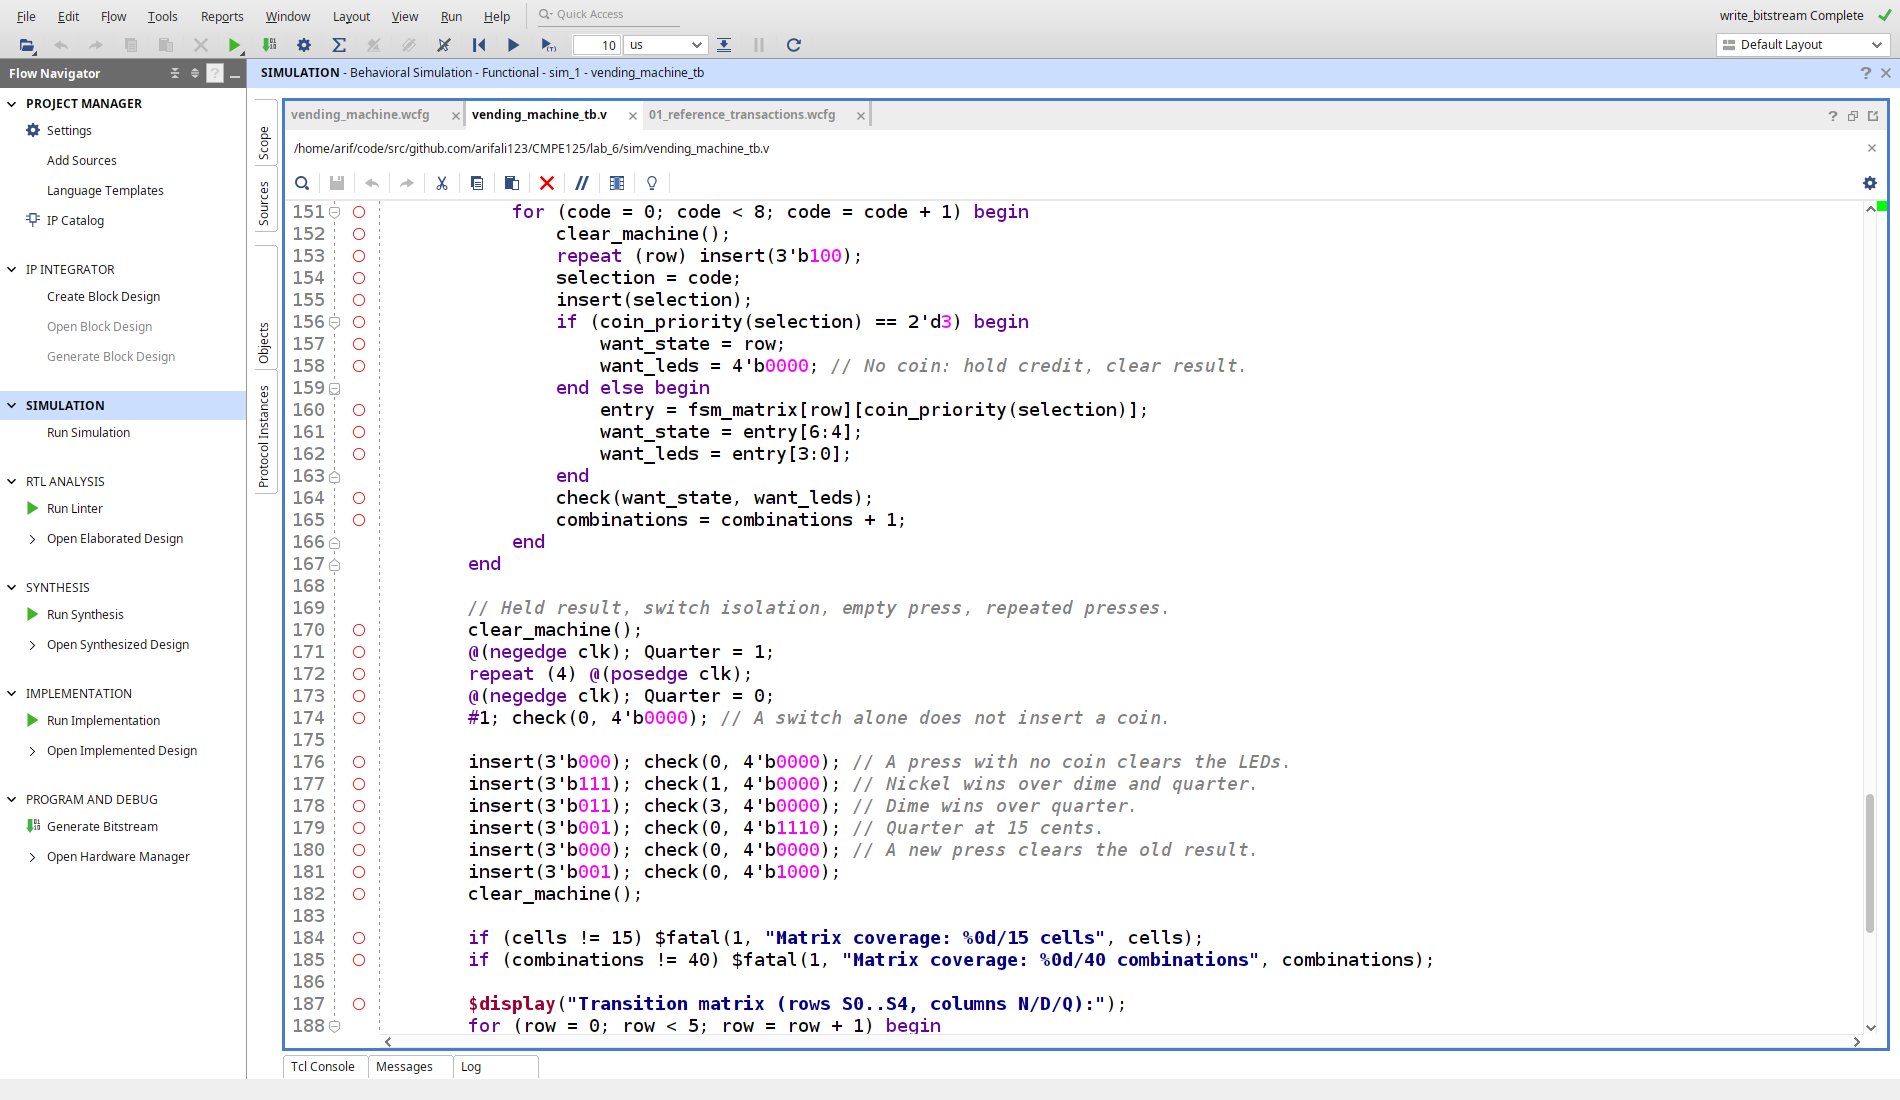 File Edit Flow Tools Reports Window Layout View Run Help Quick Access write_bitstream Complete
10 us Default Layout
Flow Navigator ? SIMULATION - Behavioral Simulation - Functional - sim_1 - vending_machine_tb
PROJECT MANAGER
Settings
Add Sources
Language Templates
IP Catalog
IP INTEGRATOR
Create Block Design
Open Block Design
Generate Block Design
SIMULATION
Run Simulation
RTL ANALYSIS
Run Linter
Open Elaborated Design
SYNTHESIS
Run Synthesis
Open Synthesized Design
IMPLEMENTATION
Run Implementation
Open Implemented Design
PROGRAM AND DEBUG
Generate Bitstream
Open Hardware Manager
Scope
Sources
Objects
Protocol Instances
vending_machine.wcfg vending_machine_tb.v 01_reference_transactions.wcfg
/home/arif/code/src/github.com/arifali123/CMPE125/lab_6/sim/vending_machine_tb.v
151 for (code = 0; code < 8; code = code + 1) begin
152 clear_machine();
153 repeat (row) insert(3'b100);
154 selection = code;
155 insert(selection);
156 if (coin_priority(selection) == 2'd3) begin
157 want_state = row;
158 want_leds = 4'b0000; // No coin: hold credit, clear result.
159 end else begin
160 entry = fsm_matrix[row][coin_priority(selection)];
161 want_state = entry[6:4];
162 want_leds = entry[3:0];
163 end
164 check(want_state, want_leds);
165 combinations = combinations + 1;
166 end
167 end
168
169 // Held result, switch isolation, empty press, repeated presses.
170 clear_machine();
171 @(negedge clk); Quarter = 1;
172 repeat (4) @(posedge clk);
173 @(negedge clk); Quarter = 0;
174 #1; check(0, 4'b0000); // A switch alone does not insert a coin.
175
176 insert(3'b000); check(0, 4'b0000); // A press with no coin clears the LEDs.
177 insert(3'b111); check(1, 4'b0000); // Nickel wins over dime and quarter.
178 insert(3'b011); check(3, 4'b0000); // Dime wins over quarter.
179 insert(3'b001); check(0, 4'b1110); // Quarter at 15 cents.
180 insert(3'b000); check(0, 4'b0000); // A new press clears the old result.
181 insert(3'b001); check(0, 4'b1000);
182 clear_machine();
183
184 if (cells != 15) $fatal(1, "Matrix coverage: %0d/15 cells", cells);
185 if (combinations != 40) $fatal(1, "Matrix coverage: %0d/40 combinations", combinations);
186
187 $display("Transition matrix (rows S0..S4, columns N/D/Q):");
188 for (row = 0; row < 5; row = row + 1) begin
Tcl Console Messages Log